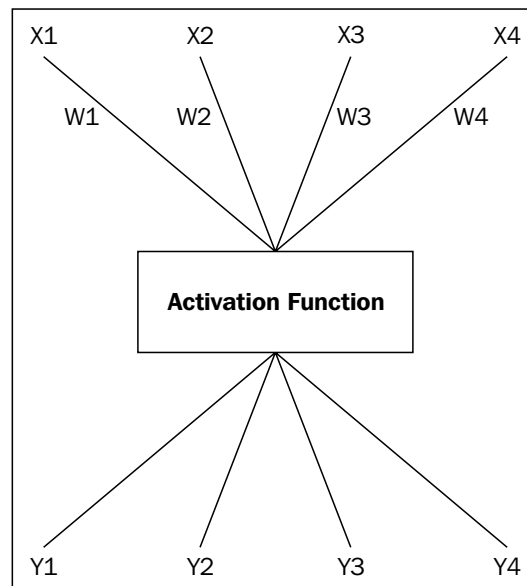 X1 X2 X3 X4
W1 W2 W3 W4
Activation Function
Y1 Y2 Y3 Y4